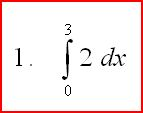 1. ∫₀³ 2 dx